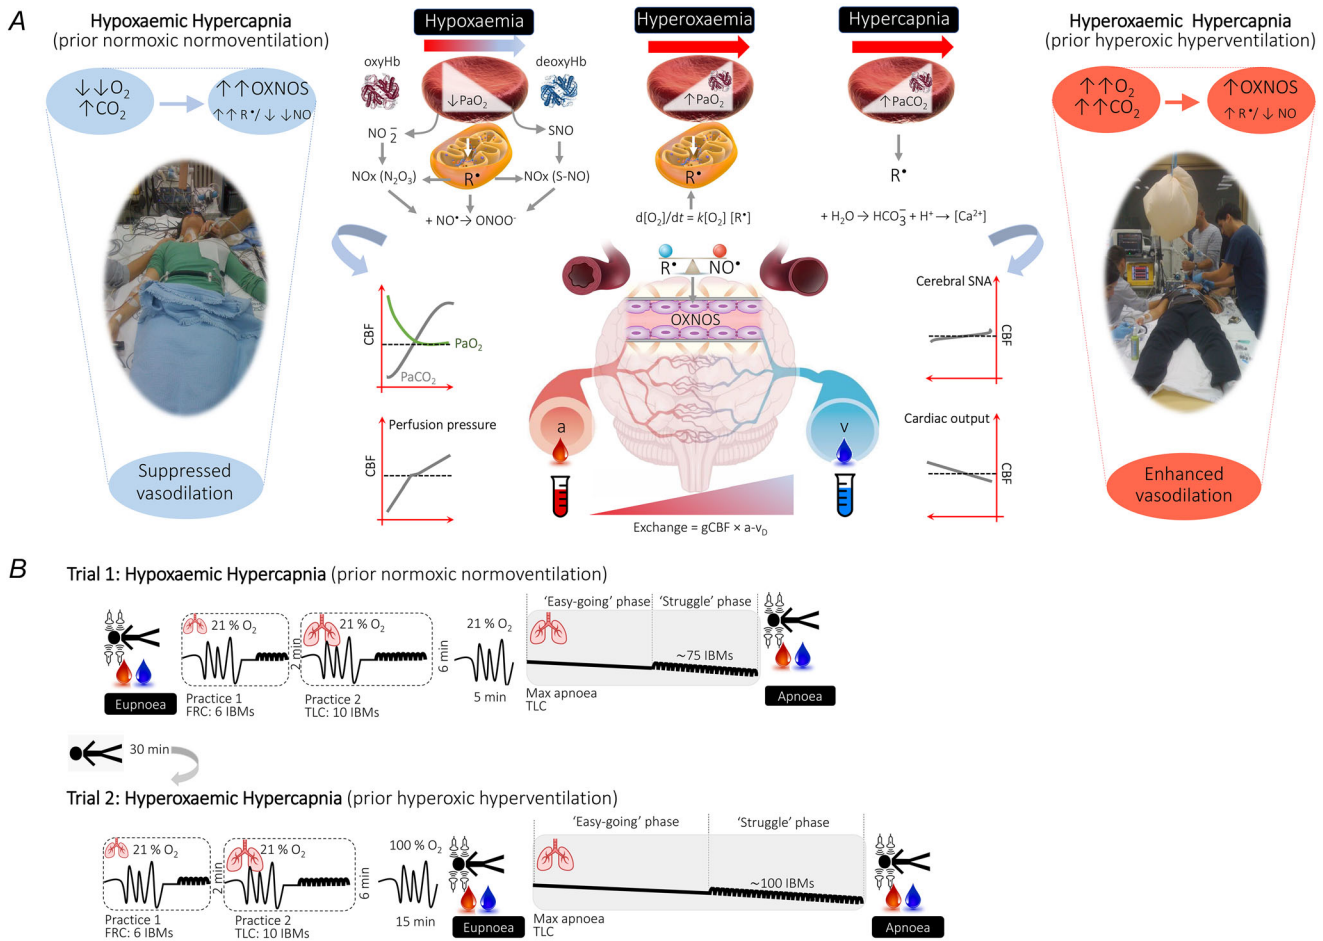 A
Hypoxaemic Hypercapnia
(prior normoxic normoventilation)
↓↓O₂
↑CO₂
↑↑OXNOS
↑↑ R•/ ↓ ↓NO
Suppressed
vasodilation
Hypoxaemia
oxyHb
deoxyHb
↓PaO₂
NO₂⁻
SNO
R•
NOx (N₂O₃)
NOx (S-NO)
+ NO•→ ONOO⁻
Hyperoxaemia
↑PaO₂
R•
d[O₂]/dt = k[O₂] [R•]
Hypercapnia
↑PaCO₂
R•
+ H₂O → HCO₃⁻ + H⁺ → [Ca²⁺]
Hyperoxaemic Hypercapnia
(prior hyperoxic hyperventilation)
↑↑O₂
↑↑CO₂
↑OXNOS
↑ R•/ ↓ NO
Enhanced
vasodilation
CBF
PaO₂
PaCO₂
Perfusion pressure
CBF
R•
NO•
OXNOS
a
v
Exchange = gCBF × a-v_D
Cerebral SNA
CBF
Cardiac output
CBF
B
Trial 1: Hypoxaemic Hypercapnia (prior normoxic normoventilation)
Eupnoea
21 % O₂
Practice 1
FRC: 6 IBMs
2 min
21 % O₂
Practice 2
TLC: 10 IBMs
6 min
21 % O₂
5 min
'Easy-going' phase
'Struggle' phase
~75 IBMs
Max apnoea
TLC
Apnoea
30 min
Trial 2: Hyperoxaemic Hypercapnia (prior hyperoxic hyperventilation)
21 % O₂
Practice 1
FRC: 6 IBMs
2 min
21 % O₂
Practice 2
TLC: 10 IBMs
6 min
100 % O₂
15 min
Eupnoea
'Easy-going' phase
'Struggle' phase
~100 IBMs
Max apnoea
TLC
Apnoea